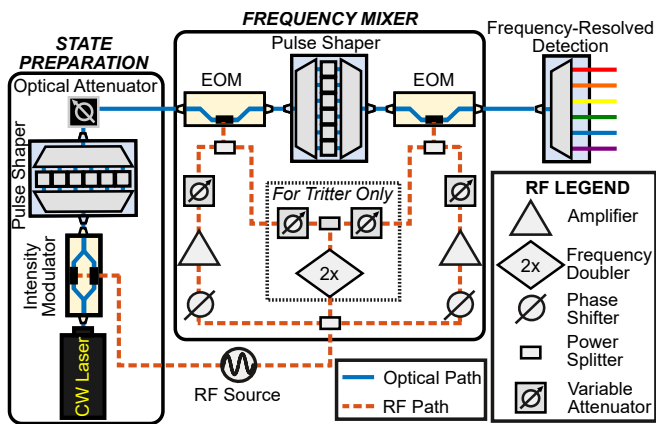 FREQUENCY MIXER
STATE
PREPARATION
Optical Attenuator
Pulse Shaper
Intensity
Modulator
CW Laser
EOM
Pulse Shaper
EOM
For Tritter Only
2x
RF Source
Frequency-Resolved
Detection
Optical Path
RF Path
RF LEGEND
Amplifier
2x
Frequency
Doubler
Phase
Shifter
Power
Splitter
Variable
Attenuator